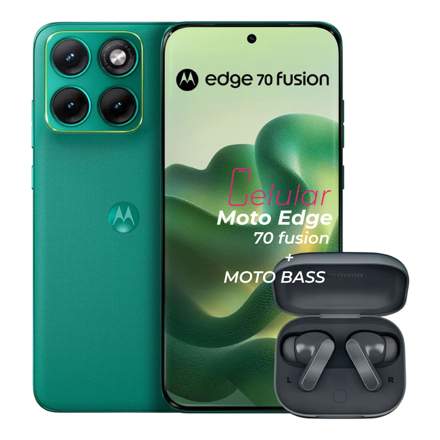 edge 70 fusion
Celular
Moto Edge
70 fusion
+
MOTO BASS
L R